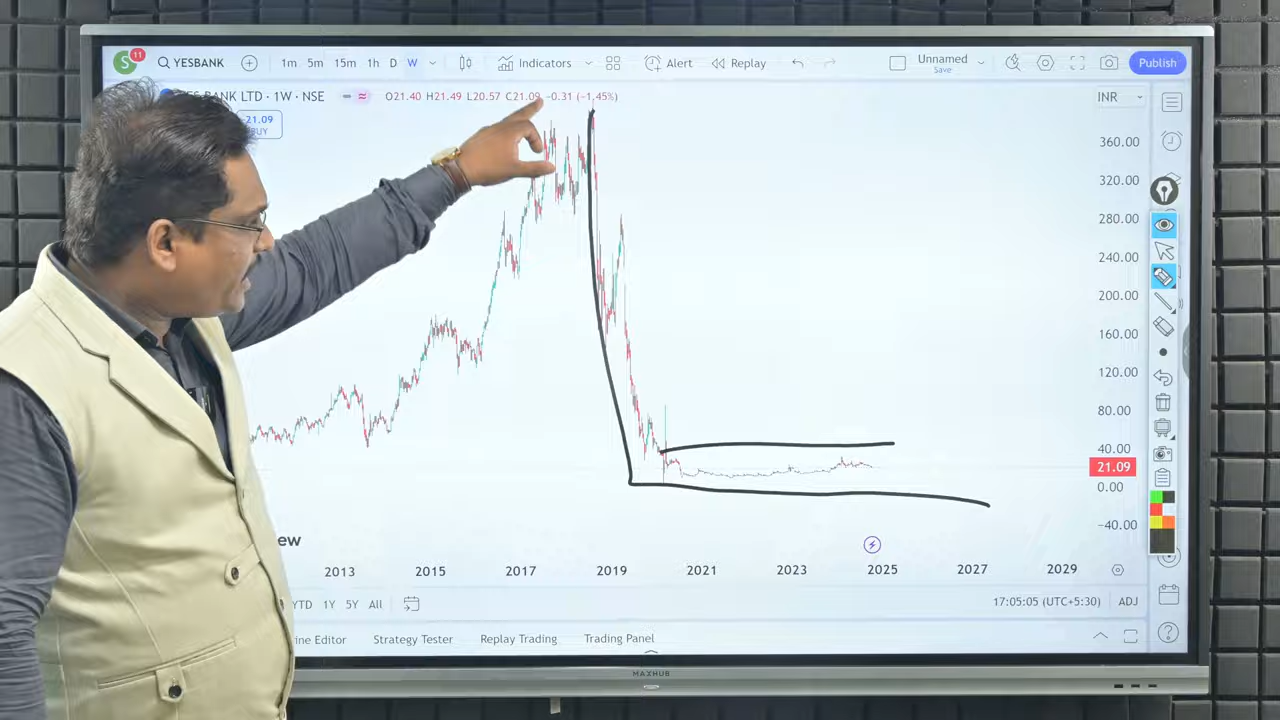 S 11 YESBANK 1m 5m 15m 1h D W Indicators Alert Replay Unnamed Save Publish
BANK LTD · 1W · NSE O21.40 H21.49 L20.57 C21.09 −0.31 (−1.45%) INR
21.09
BUY
360.00
320.00
280.00
240.00
200.00
160.00
120.00
80.00
40.00
21.09
0.00
−40.00
ew
2013 2015 2017 2019 2021 2023 2025 2027 2029
YTD 1Y 5Y All 17:05:05 (UTC+5:30) ADJ
ine Editor Strategy Tester Replay Trading Trading Panel
MAXHUB